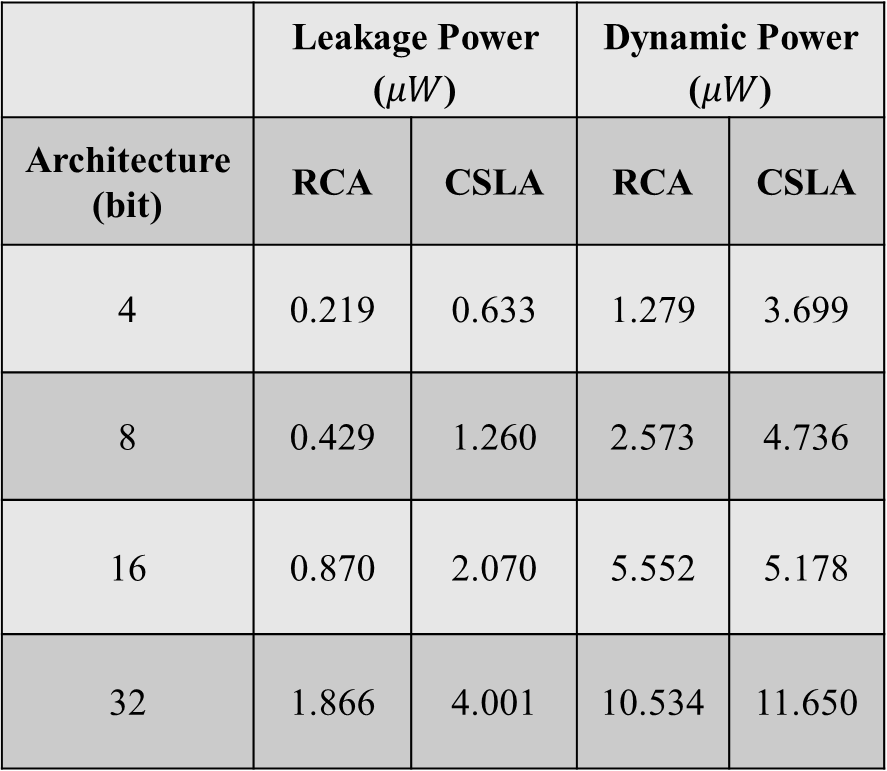 Leakage Power Dynamic Power
(μW) (μW)
Architecture
(bit) RCA CSLA RCA CSLA
4 0.219 0.633 1.279 3.699
8 0.429 1.260 2.573 4.736
16 0.870 2.070 5.552 5.178
32 1.866 4.001 10.534 11.650